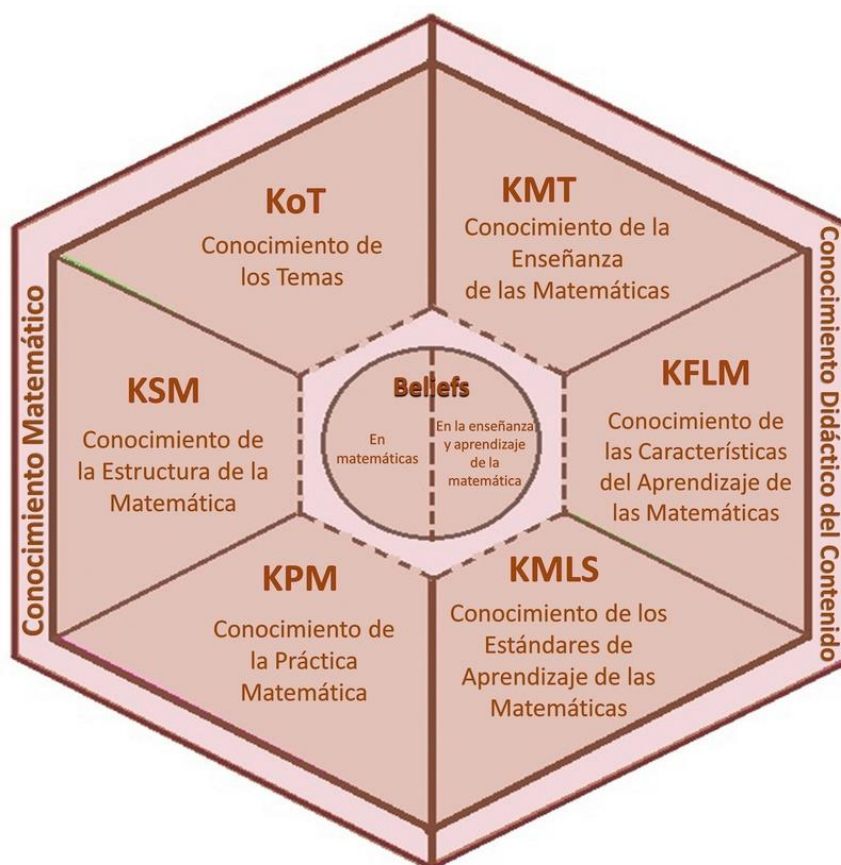 KoT
Conocimiento de
los Temas
KMT
Conocimiento de la
Enseñanza
de las Matemáticas
Conocimiento Matemático
KSM
Conocimiento de
la Estructura de la
Matemática
Beliefs
En
matemáticas
En la enseñanza
y aprendizaje
de la
matemática
KFLM
Conocimiento de
las Características
del Aprendizaje de
las Matemáticas
Conocimiento Didáctico del Contenido
KPM
Conocimiento de
la Práctica
Matemática
KMLS
Conocimiento de los
Estándares de
Aprendizaje de las
Matemáticas